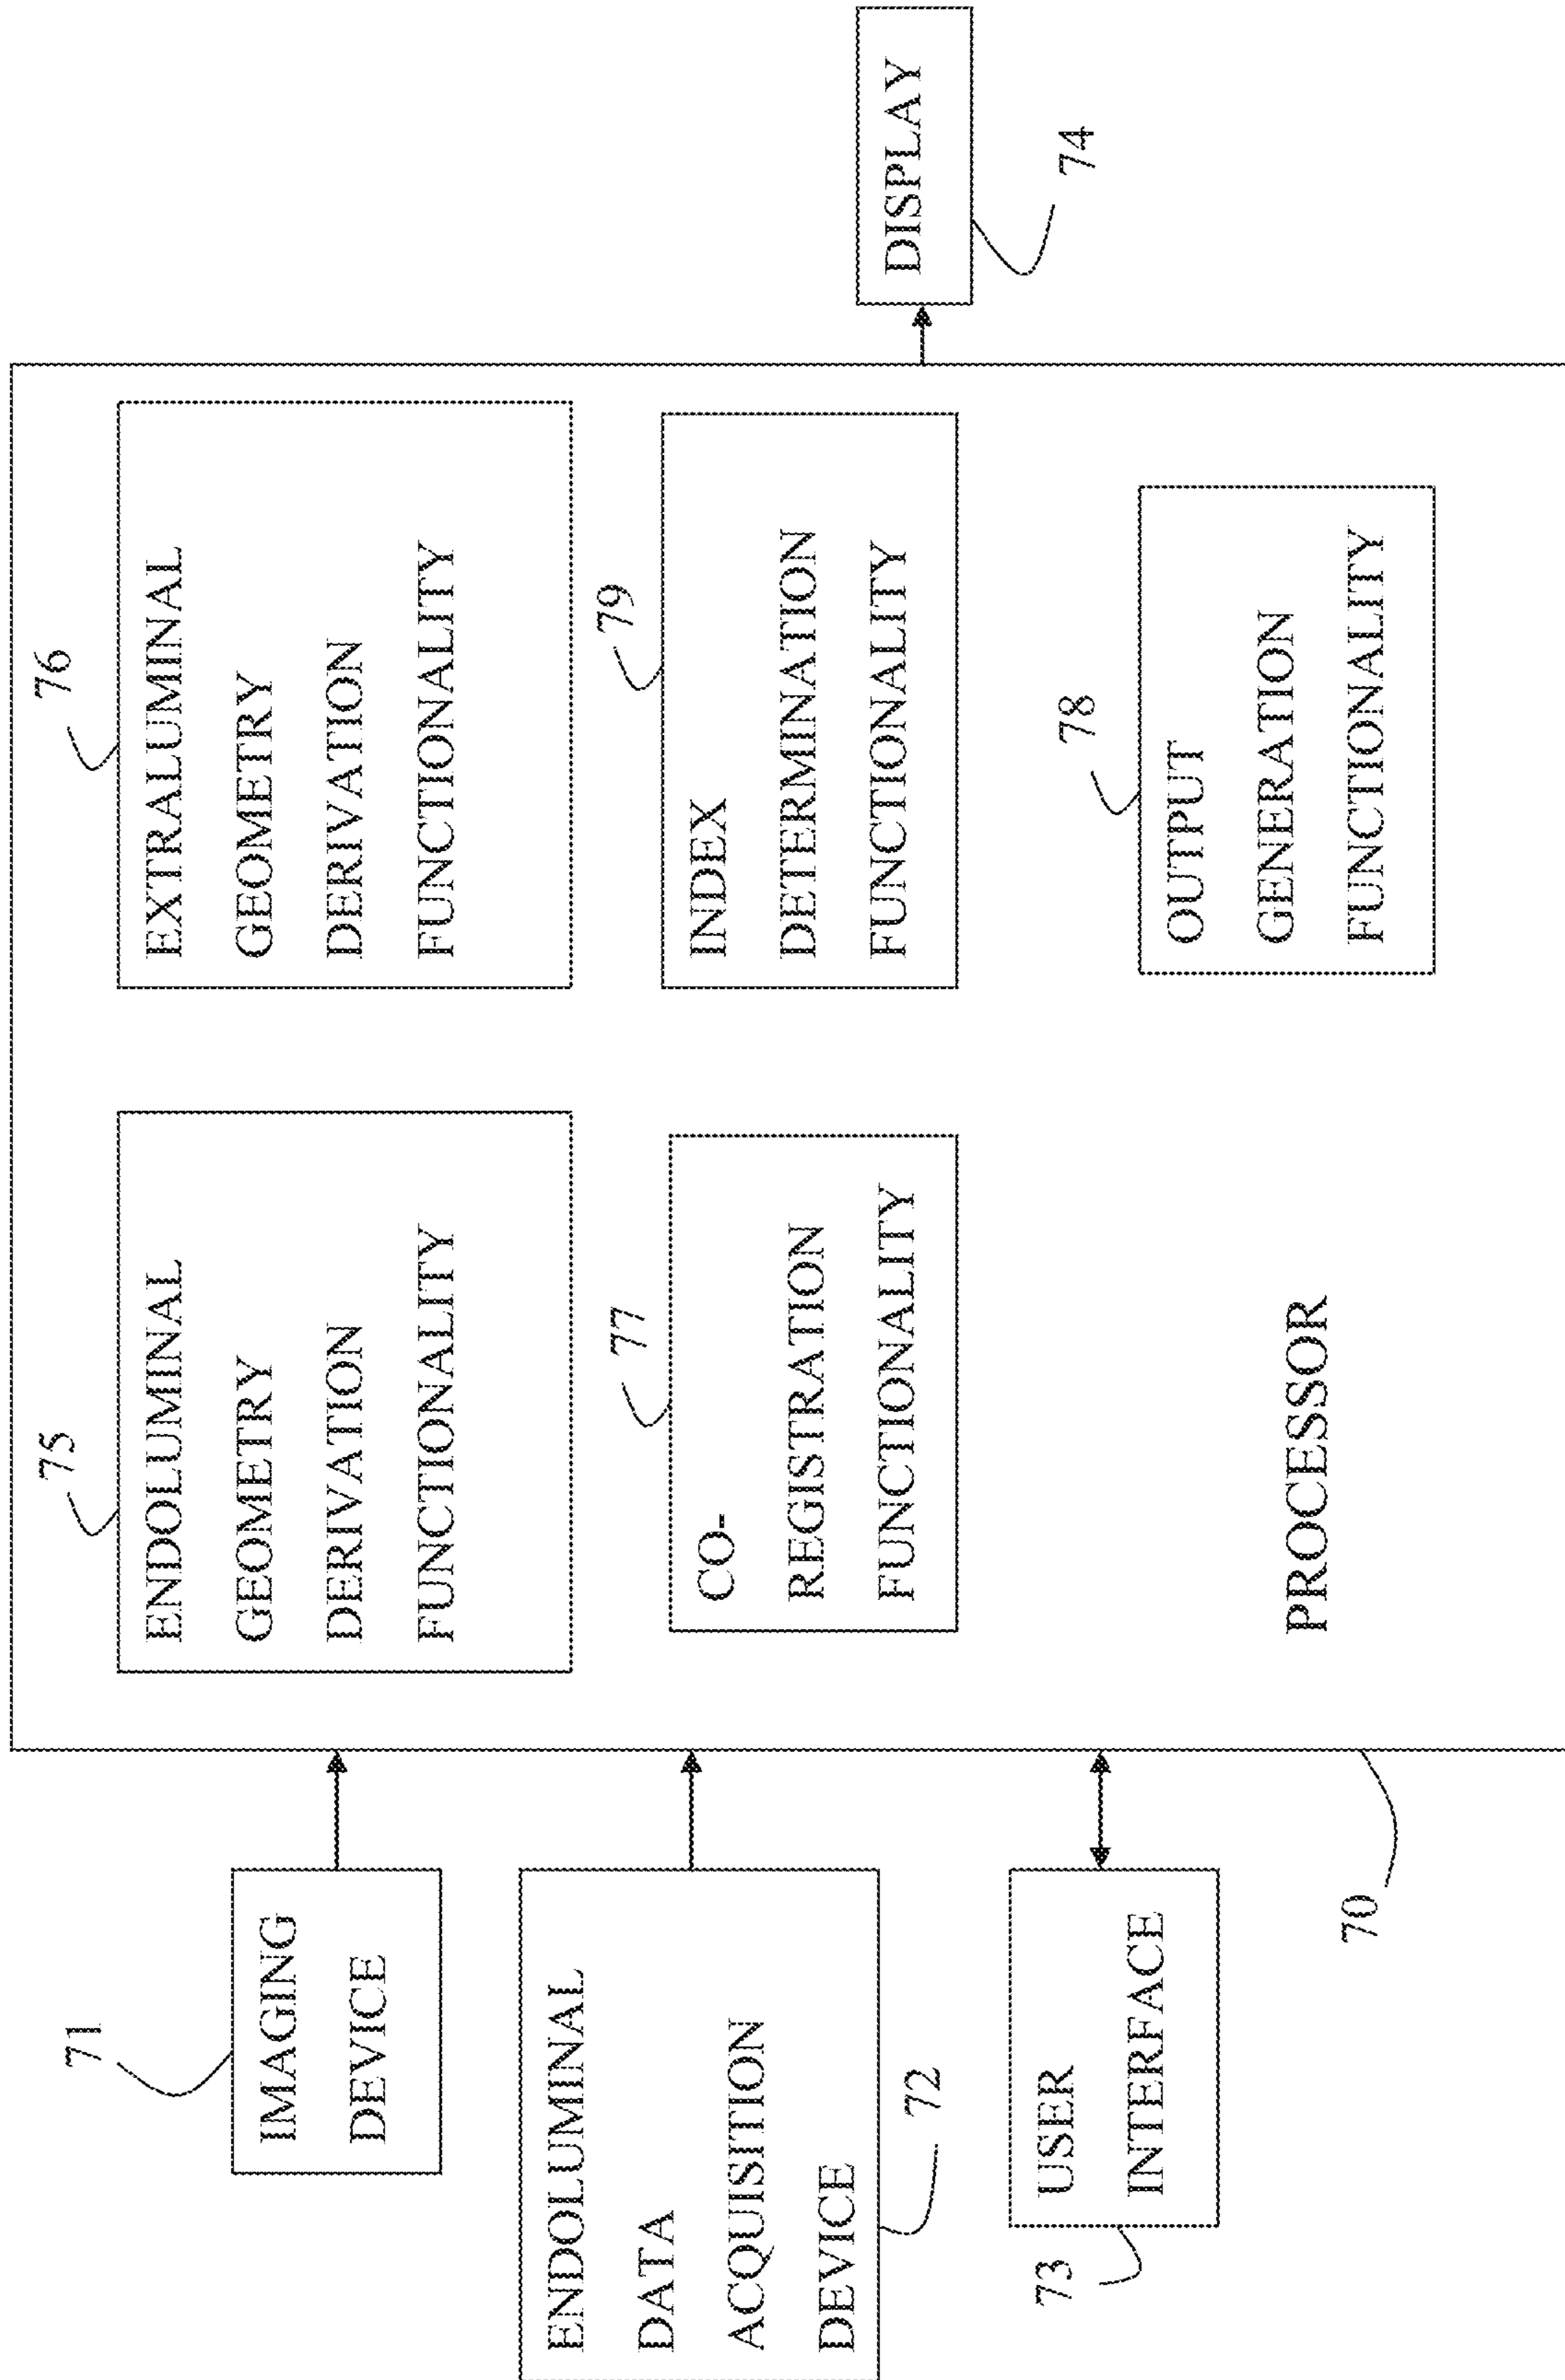 71
IMAGING
DEVICE
ENDOLUMINAL
DATA
ACQUISITION
DEVICE
72
USER
INTERFACE
73
70
75
ENDOLUMINAL
GEOMETRY
DERIVATION
FUNCTIONALITY
76
EXTRALUMINAL
GEOMETRY
DERIVATION
FUNCTIONALITY
77
CO-
REGISTRATION
FUNCTIONALITY
79
INDEX
DETERMINATION
FUNCTIONALITY
78
OUTPUT
GENERATION
FUNCTIONALITY
PROCESSOR
DISPLAY
74